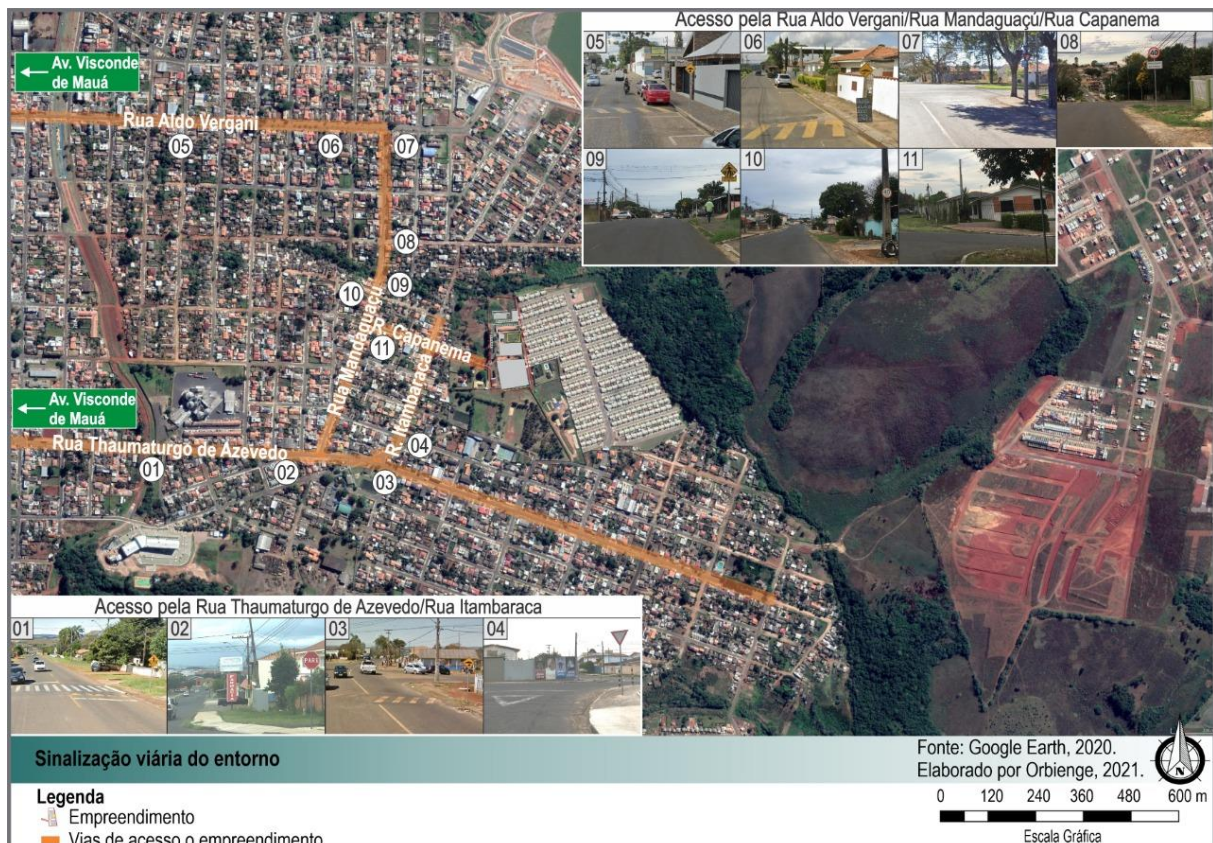 Acesso pela Rua Aldo Vergani/Rua Mandaguaçú/Rua Capanema
05
06
07
08
09
10
11
← Av. Visconde
de Mauá
Rua Aldo Vergani
05
06
07
08
09
10
11
Rua Mandaguaçú
R. Capanema
R. Itambaraca
← Av. Visconde
de Mauá
Rua Thaumaturgo de Azevedo
01
02
03
04
Acesso pela Rua Thaumaturgo de Azevedo/Rua Itambaraca
01
02
03
04
PARE
Sinalização viária do entorno
Fonte: Google Earth, 2020.
Elaborado por Orbienge, 2021.
N
Legenda
Empreendimento
Vias de acesso o empreendimento
0 120 240 360 480 600 m
Escala Gráfica